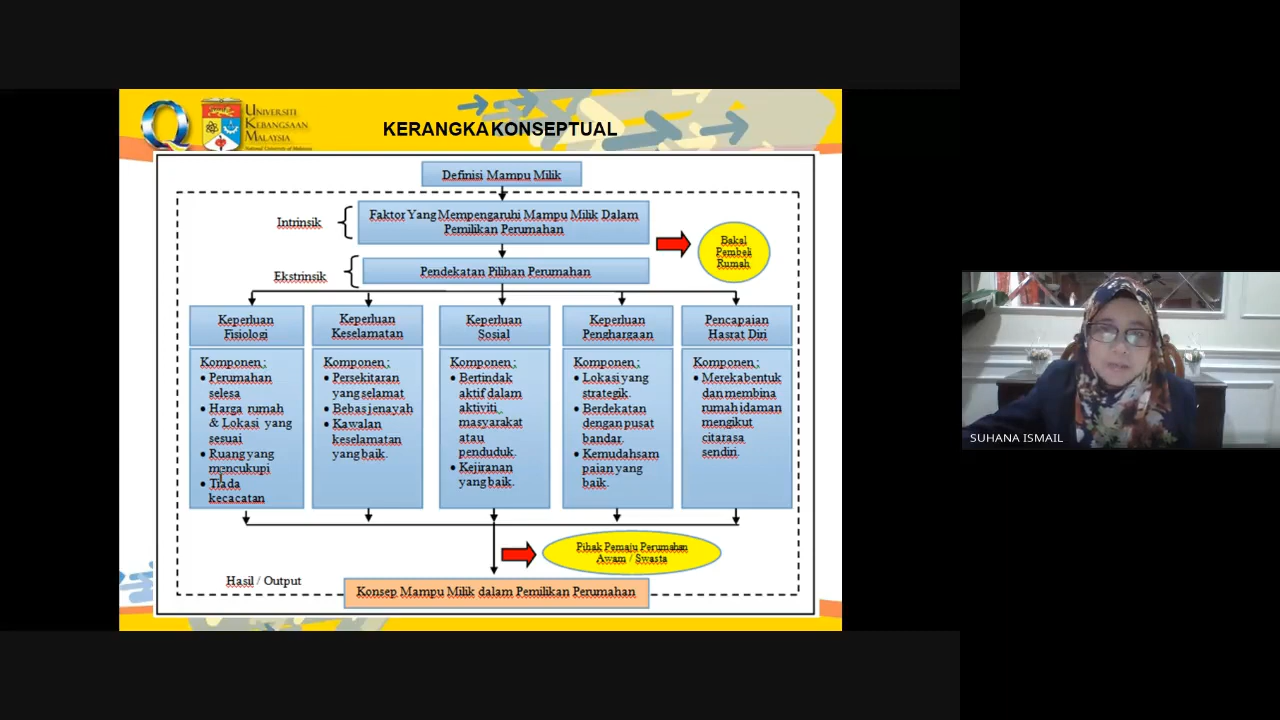 UNIVERSITI
KEBANGSAAN
MALAYSIA
National University of Malaysia
KERANGKA KONSEPTUAL
Definisi Mampu Milik
Intrinsik
Faktor Yang Mempengaruhi Mampu Milik Dalam
Pemilikan Perumahan
Bakal
Pembeli
Rumah
Ekstrinsik
Pendekatan Pilihan Perumahan
Keperluan
Fisiologi
Komponen ;
• Perumahan
selesa
• Harga rumah
& Lokasi yang
sesuai
• Ruang yang
mencukupi
• Tiada
kecacatan
Keperluan
Keselamatan
Komponen ;
• Persekitaran
yang selamat
• Bebas jenayah
• Kawalan
keselamatan
yang baik.
Keperluan
Sosial
Komponen ;
• Bertindak
aktif dalam
aktiviti
masyarakat
atau
penduduk.
• Kejiranan
yang baik.
Keperluan
Penghargaan
Komponen ;
• Lokasi yang
strategik.
• Berdekatan
dengan pusat
bandar.
• Kemudahsam
paian yang
baik.
Pencapaian
Hasrat Diri
Komponen ;
• Merekabentuk
dan membina
rumah idaman
mengikut
citarasa
sendiri.
Pihak Pemaju Perumahan
Awam / Swasta
Hasil / Output
Konsep Mampu Milik dalam Pemilikan Perumahan
SUHANA ISMAIL